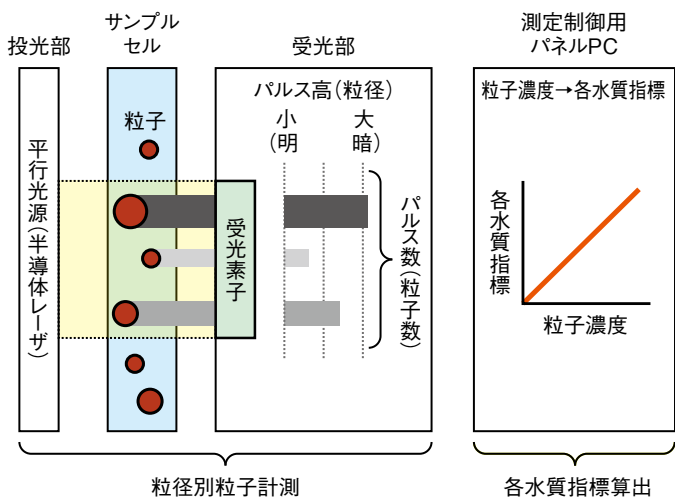 投光部
サンプル
セル
受光部
測定制御用
パネルPC
平行光源(半導体レーザ)
粒子
受光素子
パルス高(粒径)
小 大
(明 暗)
パルス数(粒子数)
粒子濃度→各水質指標
各水質指標
粒子濃度
粒径別粒子計測
各水質指標算出